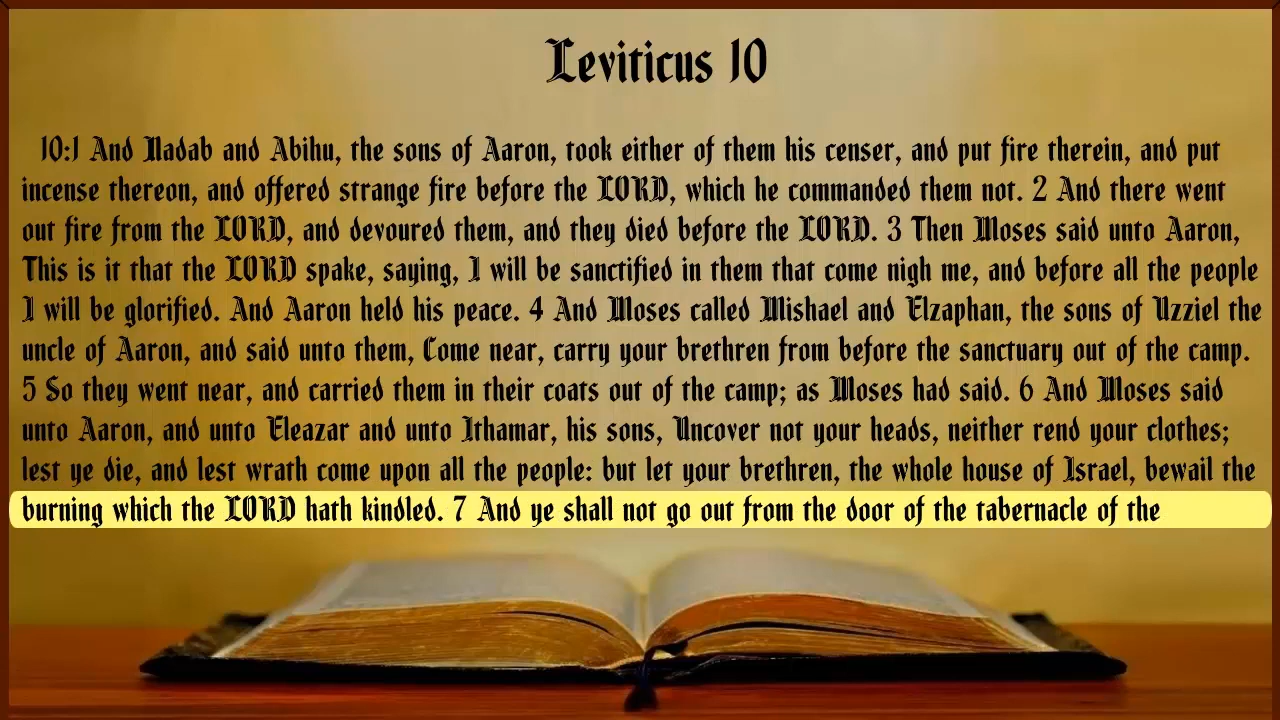 Leviticus 10
10:1 And Nadab and Abihu, the sons of Aaron, took either of them his censer, and put fire therein, and put
incense thereon, and offered strange fire before the LORD, which he commanded them not. 2 And there went
out fire from the LORD, and devoured them, and they died before the LORD. 3 Then Moses said unto Aaron,
This is it that the LORD spake, saying, I will be sanctified in them that come nigh me, and before all the people
I will be glorified. And Aaron held his peace. 4 And Moses called Mishael and Elzaphan, the sons of Uzziel the
uncle of Aaron, and said unto them, Come near, carry your brethren from before the sanctuary out of the camp.
5 So they went near, and carried them in their coats out of the camp; as Moses had said. 6 And Moses said
unto Aaron, and unto Eleazar and unto Ithamar, his sons, Uncover not your heads, neither rend your clothes;
lest ye die, and lest wrath come upon all the people: but let your brethren, the whole house of Israel, bewail the
burning which the LORD hath kindled. 7 And ye shall not go out from the door of the tabernacle of the